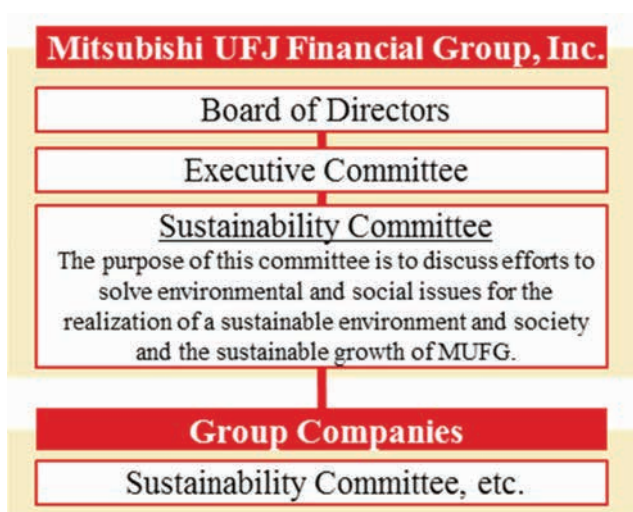 Mitsubishi UFJ Financial Group, Inc.
Board of Directors
Executive Committee
Sustainability Committee
The purpose of this committee is to discuss efforts to
solve environmental and social issues for the
realization of a sustainable environment and society
and the sustainable growth of MUFG.
Group Companies
Sustainability Committee, etc.